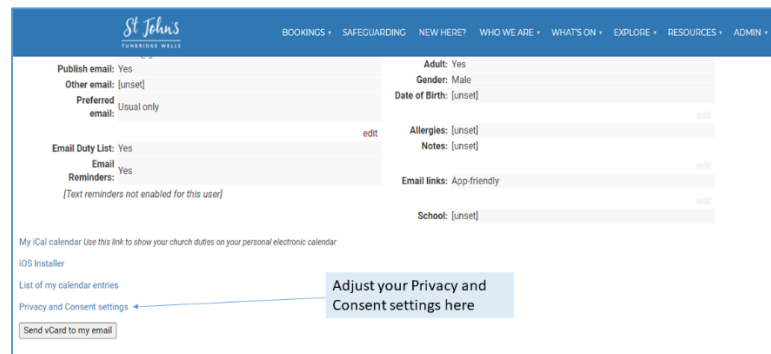 St John's
TUNBRIDGE WELLS
BOOKINGS SAFEGUARDING NEW HERE? WHO WE ARE WHAT'S ON EXPLORE RESOURCES ADMIN
Publish email: Yes
Other email: [unset]
Preferred email: Usual only
edit
Email Duty List: Yes
Email Reminders: Yes
[Text reminders not enabled for this user]
Adult: Yes
Gender: Male
Date of Birth: [unset]
edit
Allergies: [unset]
Notes: [unset]
edit
Email links: App-friendly
edit
School: [unset]
My iCal calendar Use this link to show your church duties on your personal electronic calendar
iOS Installer
List of my calendar entries
Privacy and Consent settings
Adjust your Privacy and
Consent settings here
Send vCard to my email